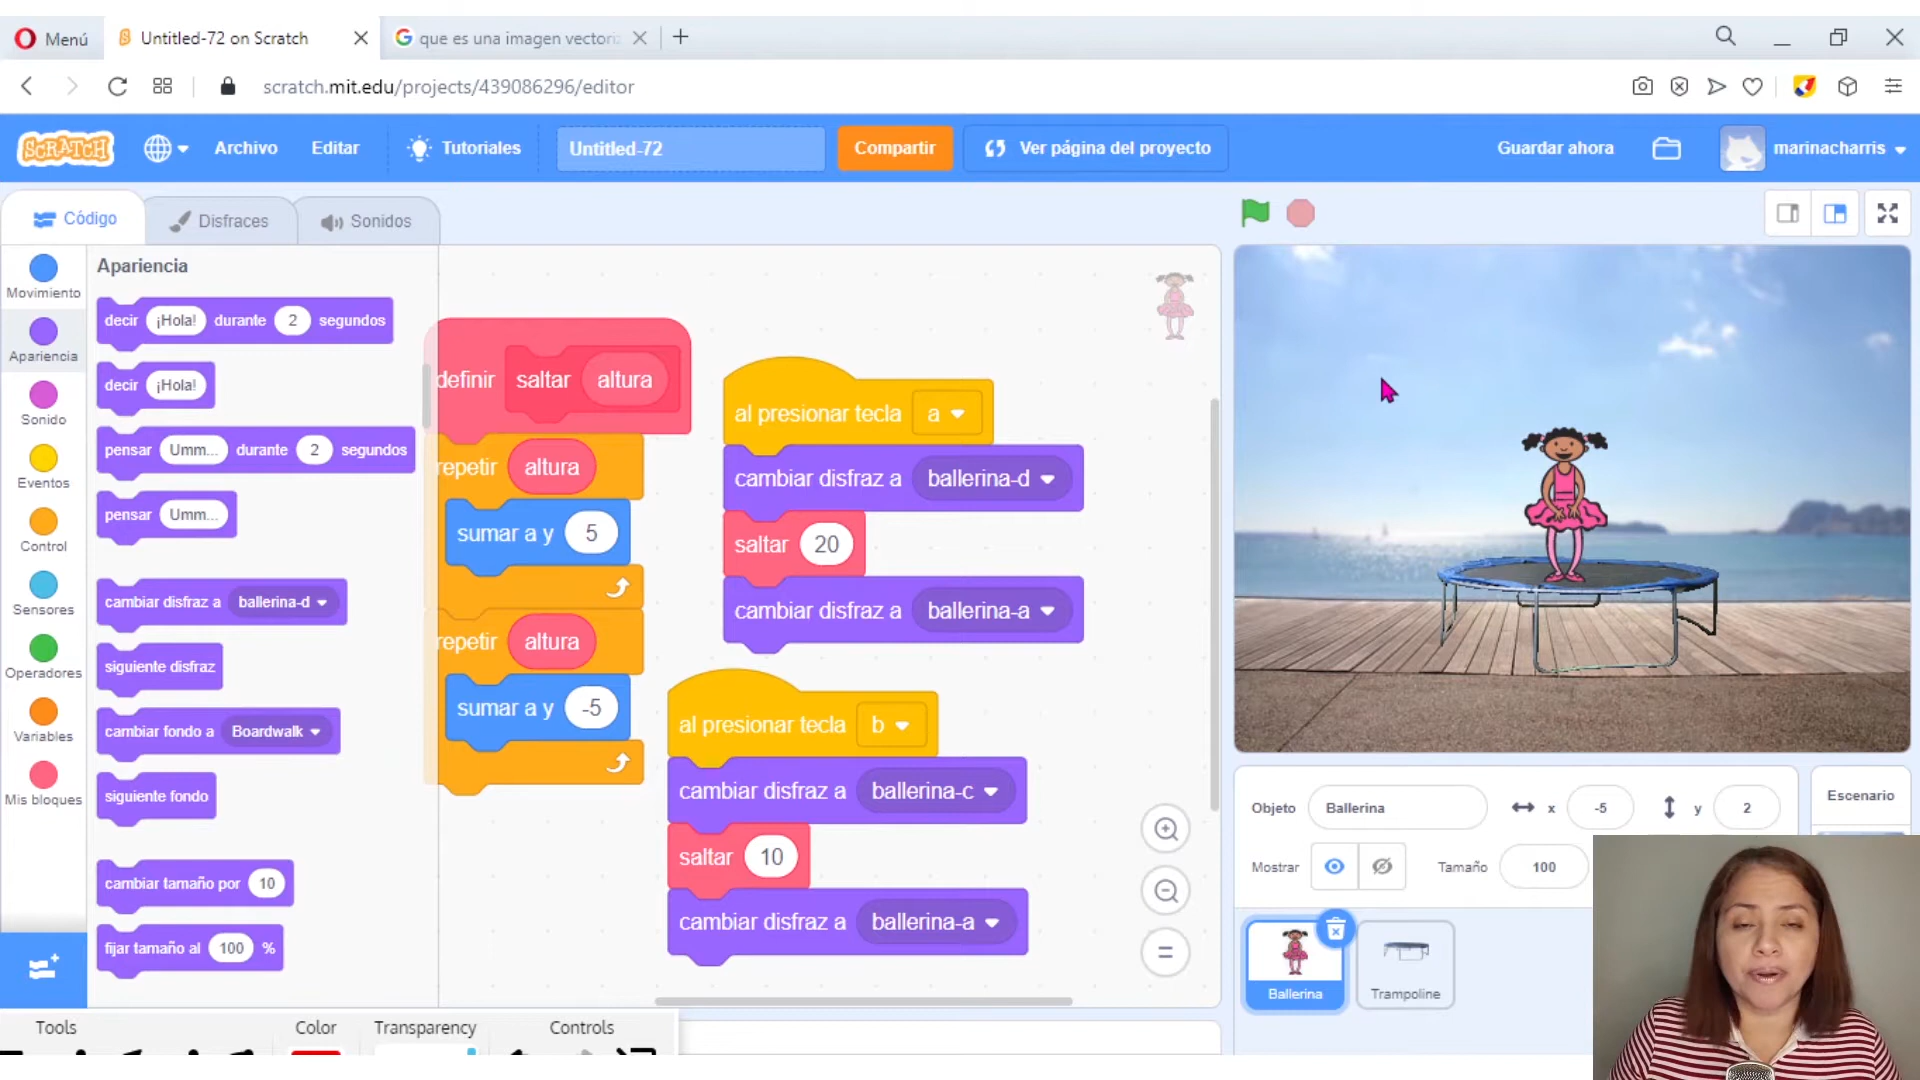 Menú
Untitled-72 on Scratch
que es una imagen vectori
scratch.mit.edu/projects/439086296/editor
SCRATCH
Archivo
Editar
Tutoriales
Untitled-72
Compartir
Ver página del proyecto
Guardar ahora
marinacharris
Código
Disfraces
Sonidos
Movimiento
Apariencia
Sonido
Eventos
Control
Sensores
Operadores
Variables
Mis bloques
Apariencia
decir ¡Hola! durante 2 segundos
decir ¡Hola!
pensar Umm... durante 2 segundos
pensar Umm...
cambiar disfraz a ballerina-d
siguiente disfraz
cambiar fondo a Boardwalk
siguiente fondo
cambiar tamaño por 10
fijar tamaño al 100 %
definir saltar altura
repetir altura
sumar a y 5
repetir altura
sumar a y -5
al presionar tecla a
cambiar disfraz a ballerina-d
saltar 20
cambiar disfraz a ballerina-a
al presionar tecla b
cambiar disfraz a ballerina-c
saltar 10
cambiar disfraz a ballerina-a
Objeto Ballerina x -5 y 2
Mostrar Tamaño 100
Escenario
Ballerina
Trampoline
Tools
Color
Transparency
Controls